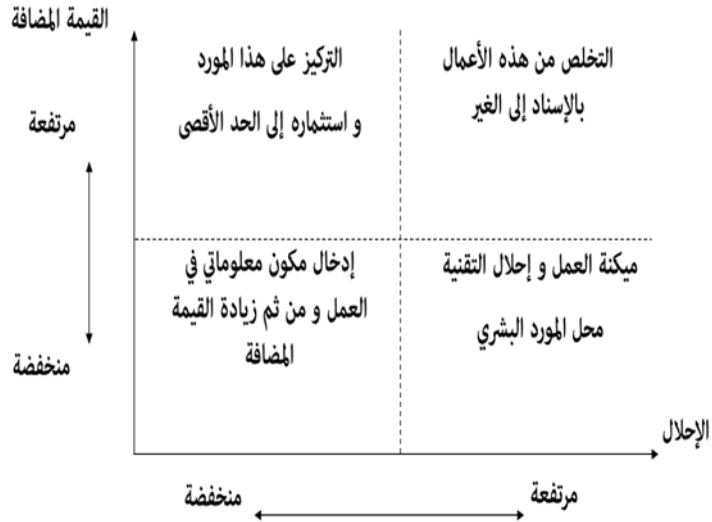 القيمة المضافة
مرتفعة
منخفضة
التخلص من هذه الأعمال
بالإسناد إلى الغير
التركيز على هذا المورد
و استثماره إلى الحد الأقصى
ميكنة العمل و إحلال التقنية
محل المورد البشري
إدخال مكون معلوماتي في
العمل و من ثم زيادة القيمة
المضافة
الإحلال
مرتفعة
منخفضة